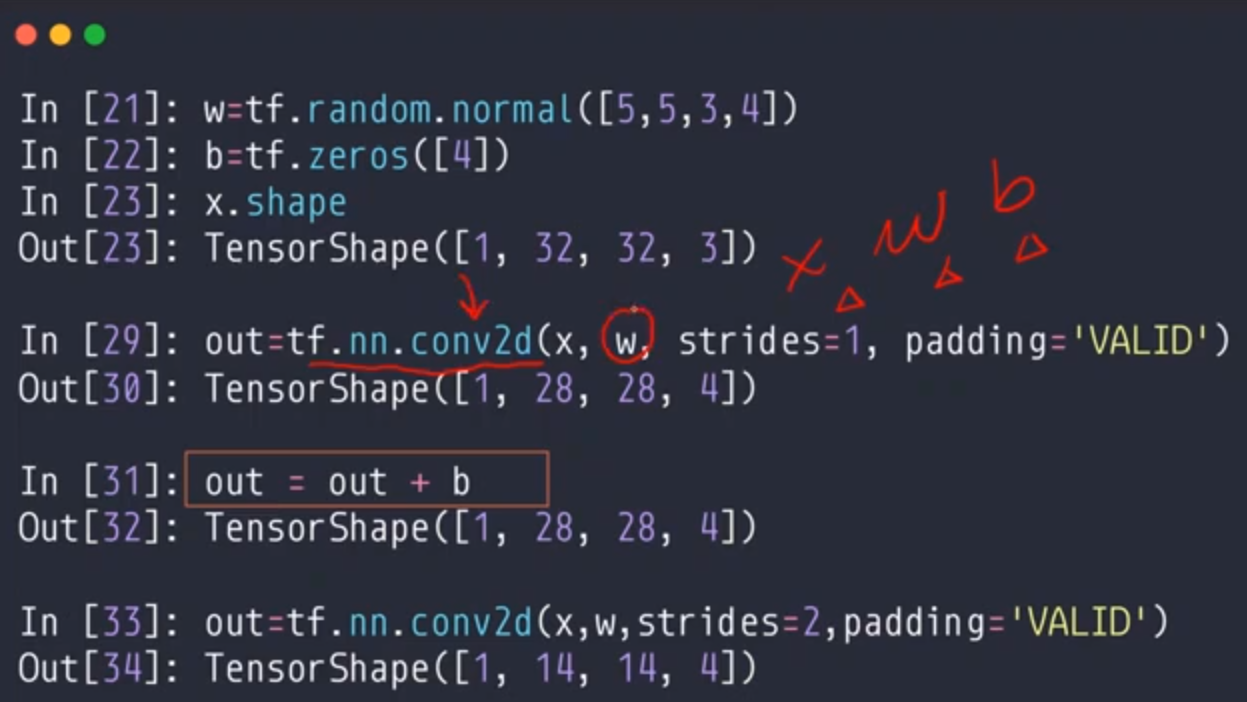 In [21]: w=tf.random.normal([5,5,3,4])
In [22]: b=tf.zeros([4])
In [23]: x.shape
Out[23]: TensorShape([1, 32, 32, 3])
x w b
In [29]: out=tf.nn.conv2d(x, w, strides=1, padding='VALID')
Out[30]: TensorShape([1, 28, 28, 4])
In [31]: out = out + b
Out[32]: TensorShape([1, 28, 28, 4])
In [33]: out=tf.nn.conv2d(x,w,strides=2,padding='VALID')
Out[34]: TensorShape([1, 14, 14, 4])